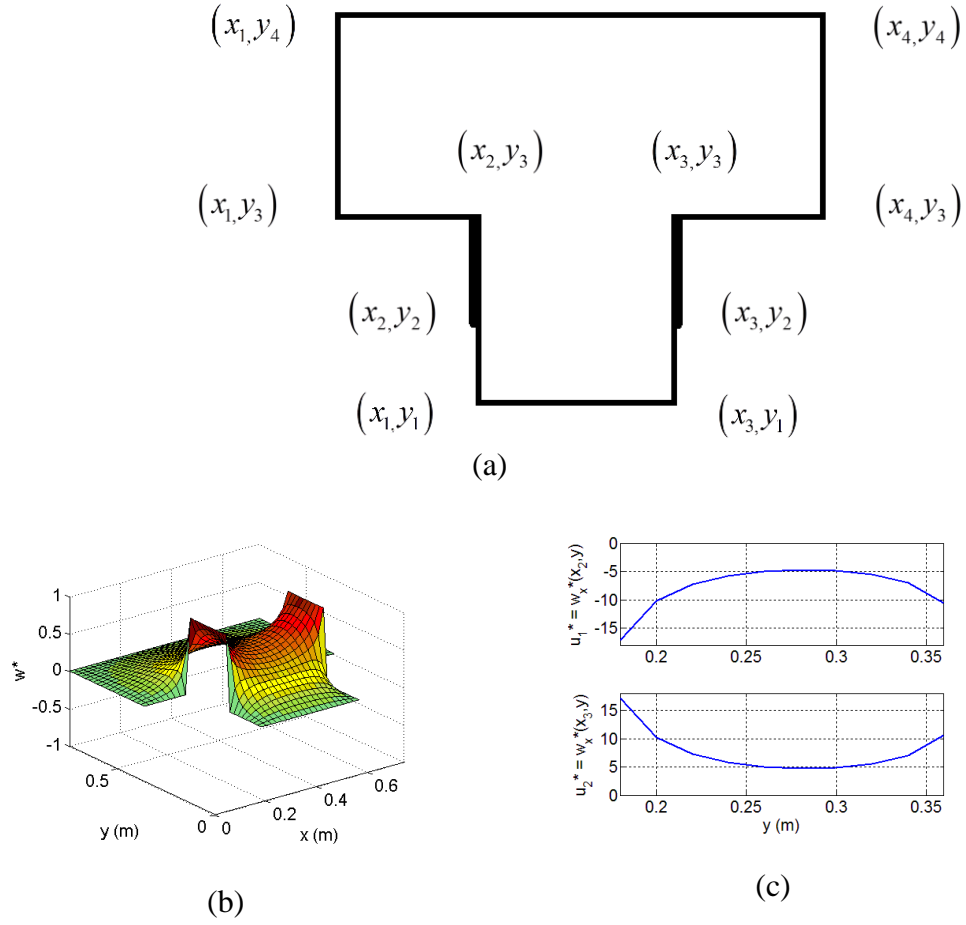 (x₁,y₄) (x₄,y₄)
(x₂,y₃) (x₃,y₃)
(x₁,y₃) (x₄,y₃)
(x₂,y₂) (x₃,y₂)
(x₁,y₁) (x₃,y₁)
(a)
1
0.5
0
-0.5
-1
w*
0.5
0
y (m)
0
0.2
0.4
0.6
x (m)
(b)
0
-5
-10
-15
u₁* = wₓ*(x₂,y)
0.2 0.25 0.3 0.35
15
10
5
0
u₂* = wₓ*(x₃,y)
0.2 0.25 0.3 0.35
y (m)
(c)